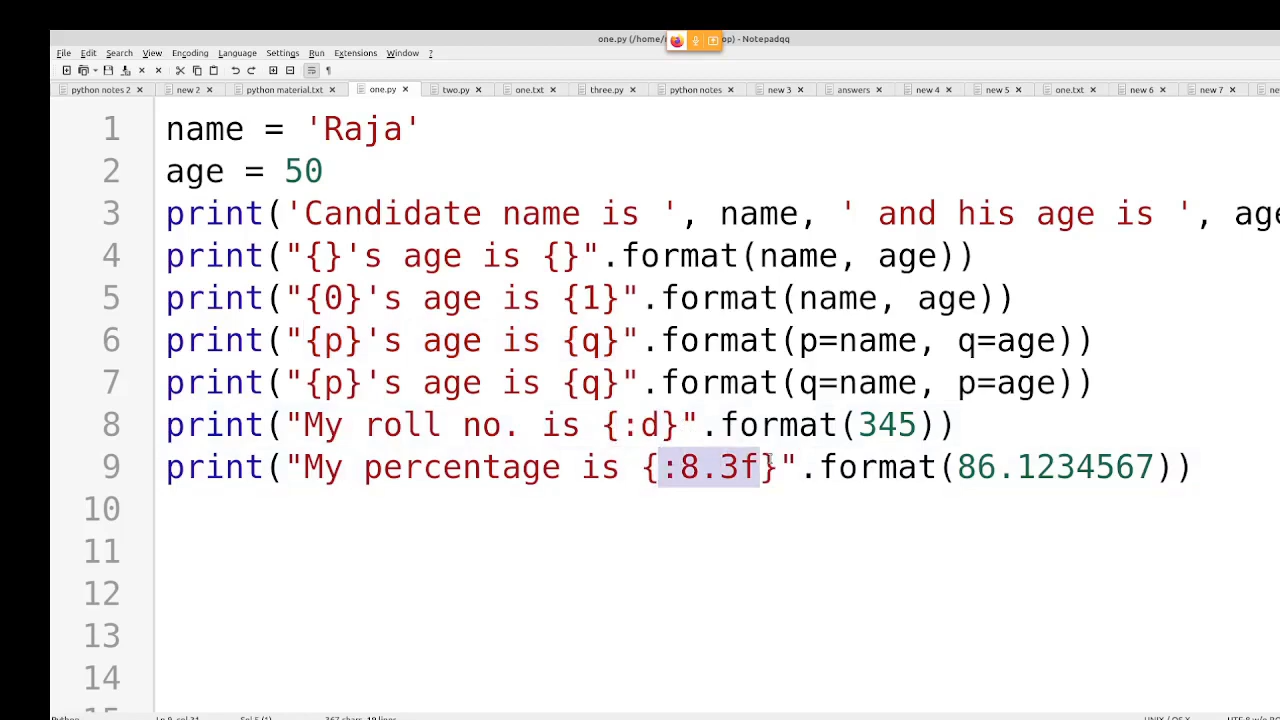 one.py (/home/ op) - Notepadqq
File Edit Search View Encoding Language Settings Run Extensions Window ?
python notes 2 new 2 python material.txt one.py two.py one.txt three.py python notes new 3 answers new 4 new 5 one.txt new 6 new 7
1 name = 'Raja'
2 age = 50
3 print('Candidate name is ', name, ' and his age is ', age
4 print("{}'s age is {}".format(name, age))
5 print("{0}'s age is {1}".format(name, age))
6 print("{p}'s age is {q}".format(p=name, q=age))
7 print("{p}'s age is {q}".format(q=name, p=age))
8 print("My roll no. is {:d}".format(345))
9 print("My percentage is {:8.3f}".format(86.1234567))
10
11
12
13
14